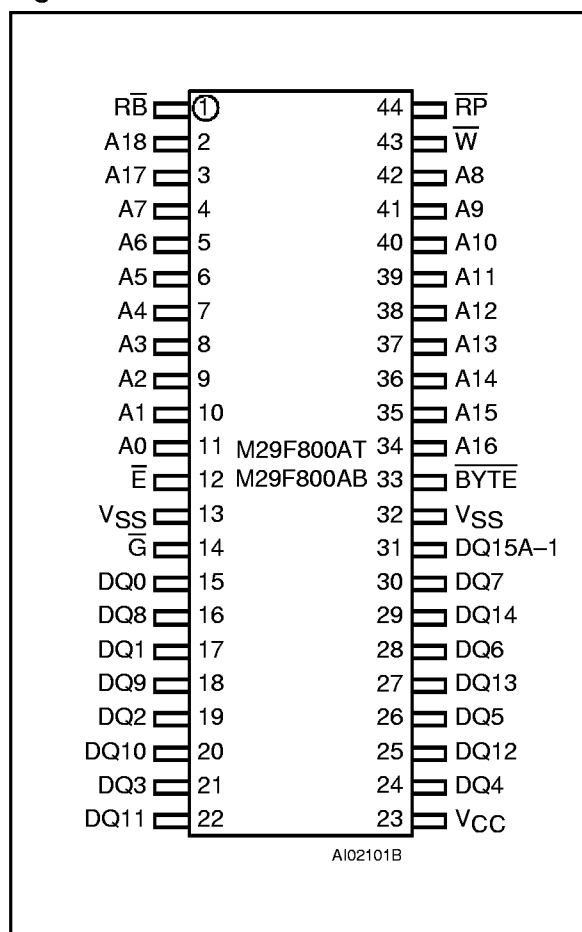 RB̅ 1 44 R̅P̅
A18 2 43 W̅
A17 3 42 A8
A7 4 41 A9
A6 5 40 A10
A5 6 39 A11
A4 7 38 A12
A3 8 37 A13
A2 9 36 A14
A1 10 35 A15
A0 11 M29F800AT 34 A16
E̅ 12 M29F800AB 33 B̅Y̅T̅E̅
VSS 13 32 VSS
G̅ 14 31 DQ15A–1
DQ0 15 30 DQ7
DQ8 16 29 DQ14
DQ1 17 28 DQ6
DQ9 18 27 DQ13
DQ2 19 26 DQ5
DQ10 20 25 DQ12
DQ3 21 24 DQ4
DQ11 22 23 VCC
AI02101B